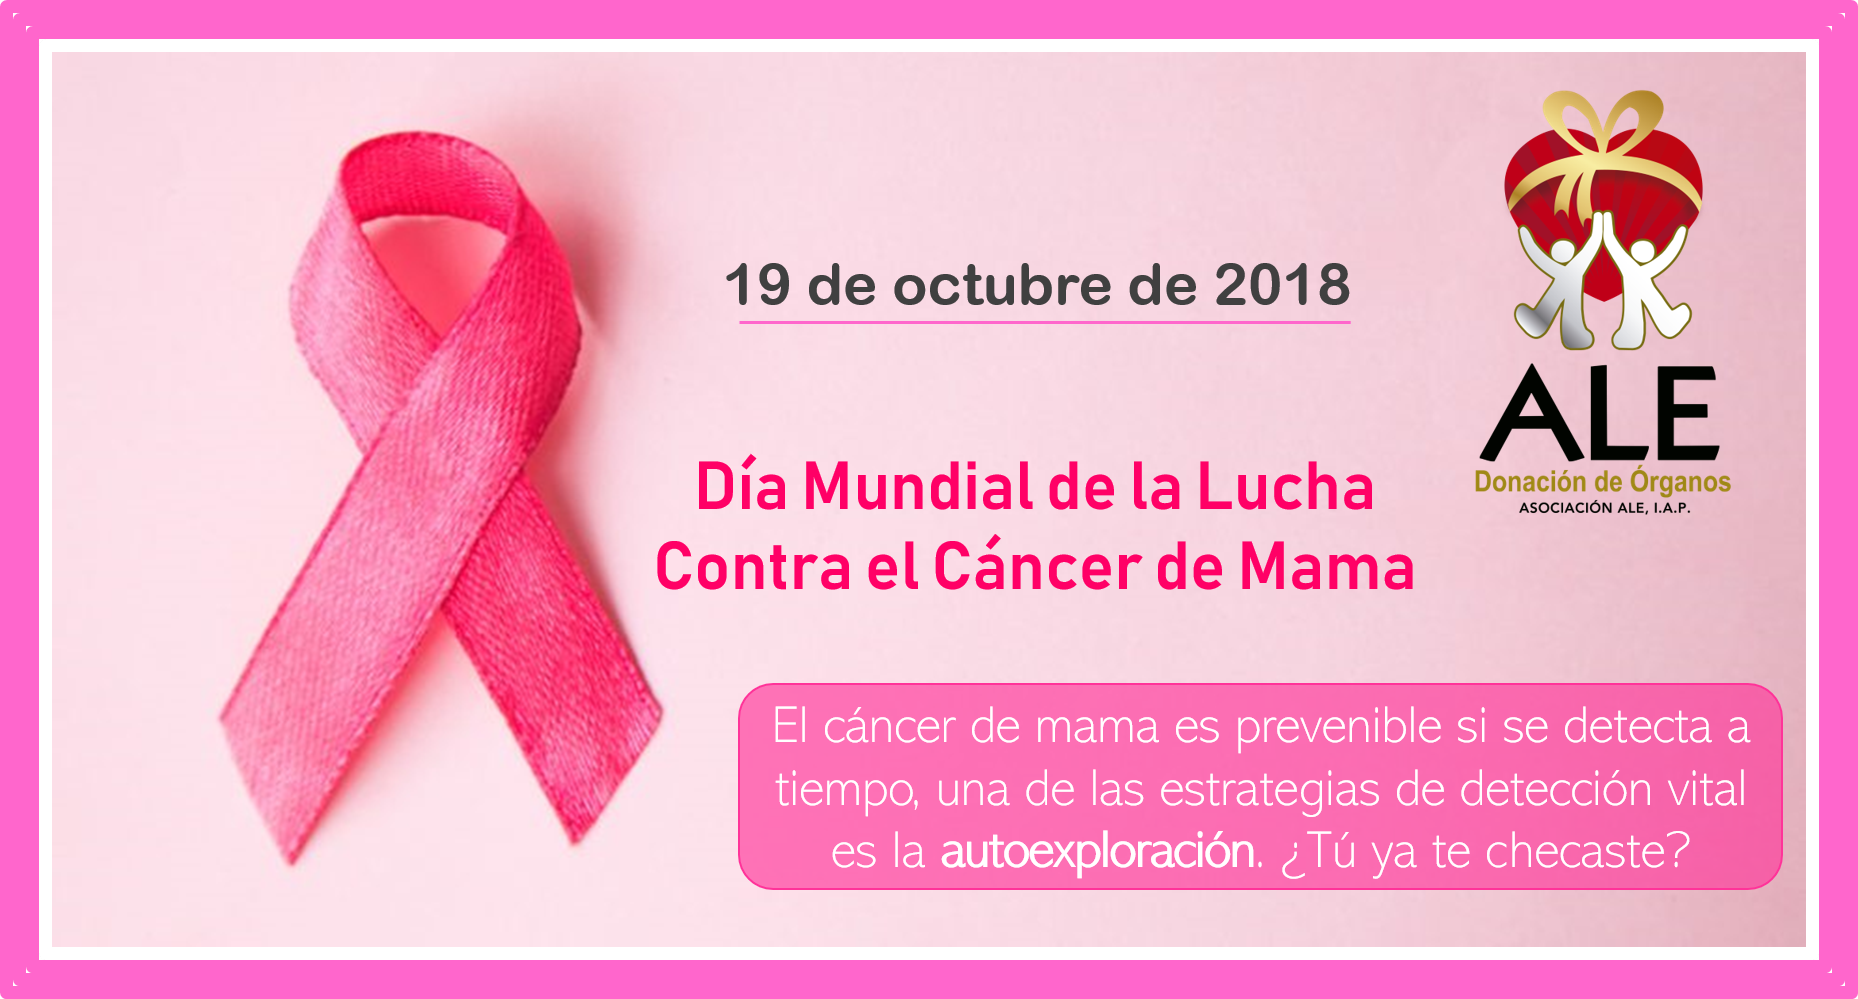 19 de octubre de 2018
Día Mundial de la Lucha
Contra el Cáncer de Mama
ALE
Donación de Órganos
ASOCIACIÓN ALE, I.A.P.
El cáncer de mama es prevenible si se detecta a
tiempo, una de las estrategias de detección vital
es la autoexploración. ¿Tú ya te checaste?